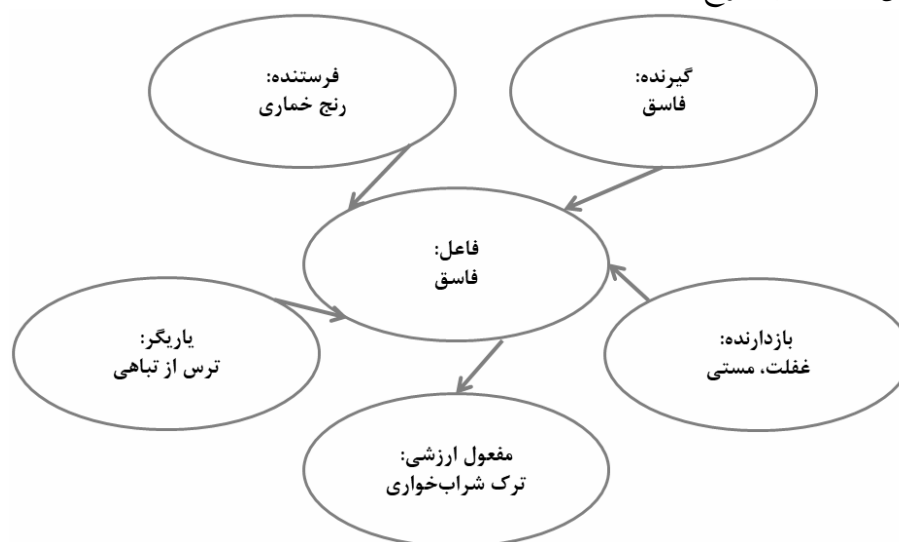 گیرنده:
فاسق
فرستنده:
رنج خماری
فاعل:
فاسق
بازدارنده:
غفلت، مستی
یاریگر:
ترس از تباهی
مفعول ارزشی:
ترک شراب‌خواری